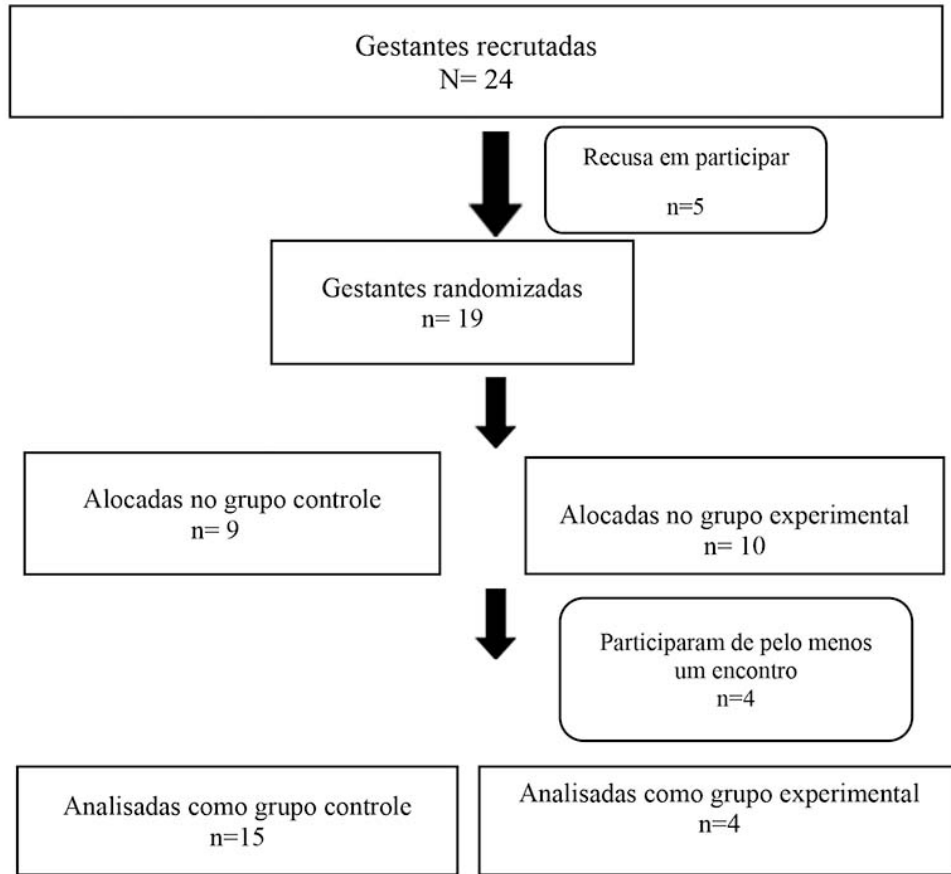 Gestantes recrutadas
N= 24
Recusa em participar
n=5
Gestantes randomizadas
n= 19
Alocadas no grupo controle
n= 9
Alocadas no grupo experimental
n= 10
Participaram de pelo menos
um encontro
n=4
Analisadas como grupo controle
n=15
Analisadas como grupo experimental
n=4